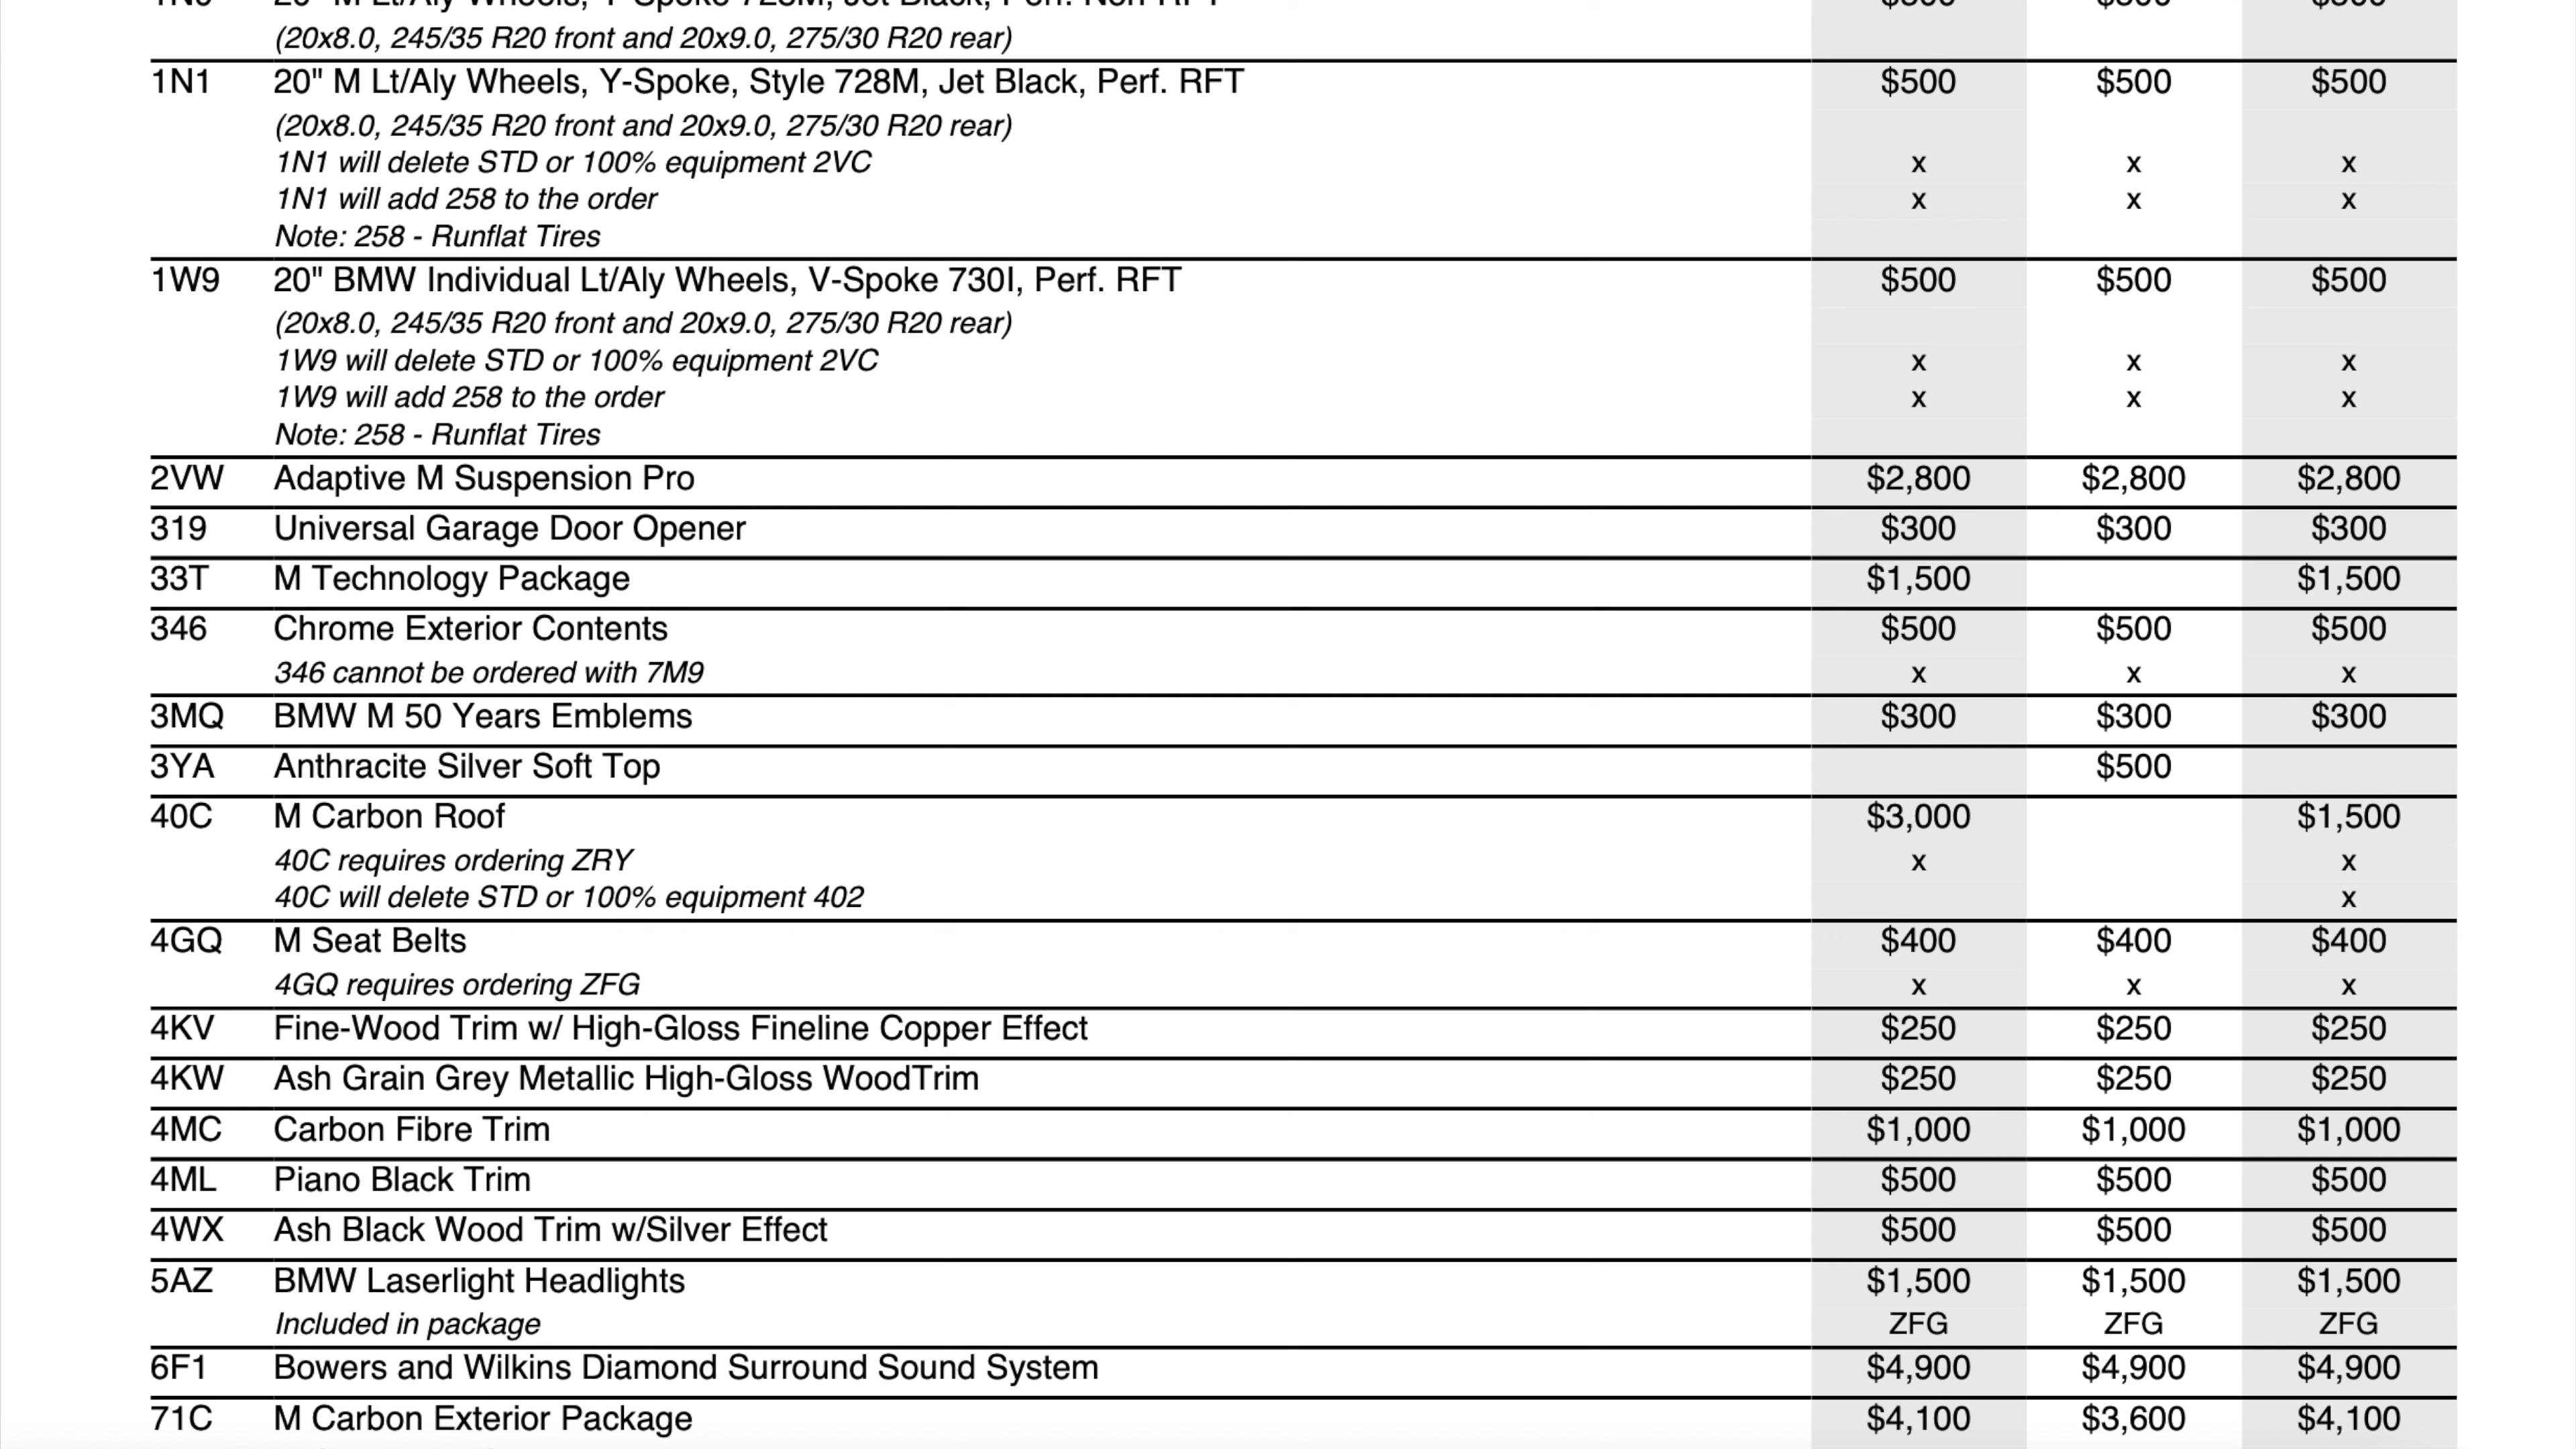 (20x8.0, 245/35 R20 front and 20x9.0, 275/30 R20 rear)
1N1 20" M Lt/Aly Wheels, Y-Spoke, Style 728M, Jet Black, Perf. RFT $500 $500 $500
(20x8.0, 245/35 R20 front and 20x9.0, 275/30 R20 rear)
1N1 will delete STD or 100% equipment 2VC x x x
1N1 will add 258 to the order x x x
Note: 258 - Runflat Tires
1W9 20" BMW Individual Lt/Aly Wheels, V-Spoke 730I, Perf. RFT $500 $500 $500
(20x8.0, 245/35 R20 front and 20x9.0, 275/30 R20 rear)
1W9 will delete STD or 100% equipment 2VC x x x
1W9 will add 258 to the order x x x
Note: 258 - Runflat Tires
2VW Adaptive M Suspension Pro $2,800 $2,800 $2,800
319 Universal Garage Door Opener $300 $300 $300
33T M Technology Package $1,500 $1,500
346 Chrome Exterior Contents $500 $500 $500
346 cannot be ordered with 7M9 x x x
3MQ BMW M 50 Years Emblems $300 $300 $300
3YA Anthracite Silver Soft Top $500
40C M Carbon Roof $3,000 $1,500
40C requires ordering ZRY x x
40C will delete STD or 100% equipment 402 x
4GQ M Seat Belts $400 $400 $400
4GQ requires ordering ZFG x x x
4KV Fine-Wood Trim w/ High-Gloss Fineline Copper Effect $250 $250 $250
4KW Ash Grain Grey Metallic High-Gloss WoodTrim $250 $250 $250
4MC Carbon Fibre Trim $1,000 $1,000 $1,000
4ML Piano Black Trim $500 $500 $500
4WX Ash Black Wood Trim w/Silver Effect $500 $500 $500
5AZ BMW Laserlight Headlights $1,500 $1,500 $1,500
Included in package ZFG ZFG ZFG
6F1 Bowers and Wilkins Diamond Surround Sound System $4,900 $4,900 $4,900
71C M Carbon Exterior Package $4,100 $3,600 $4,100